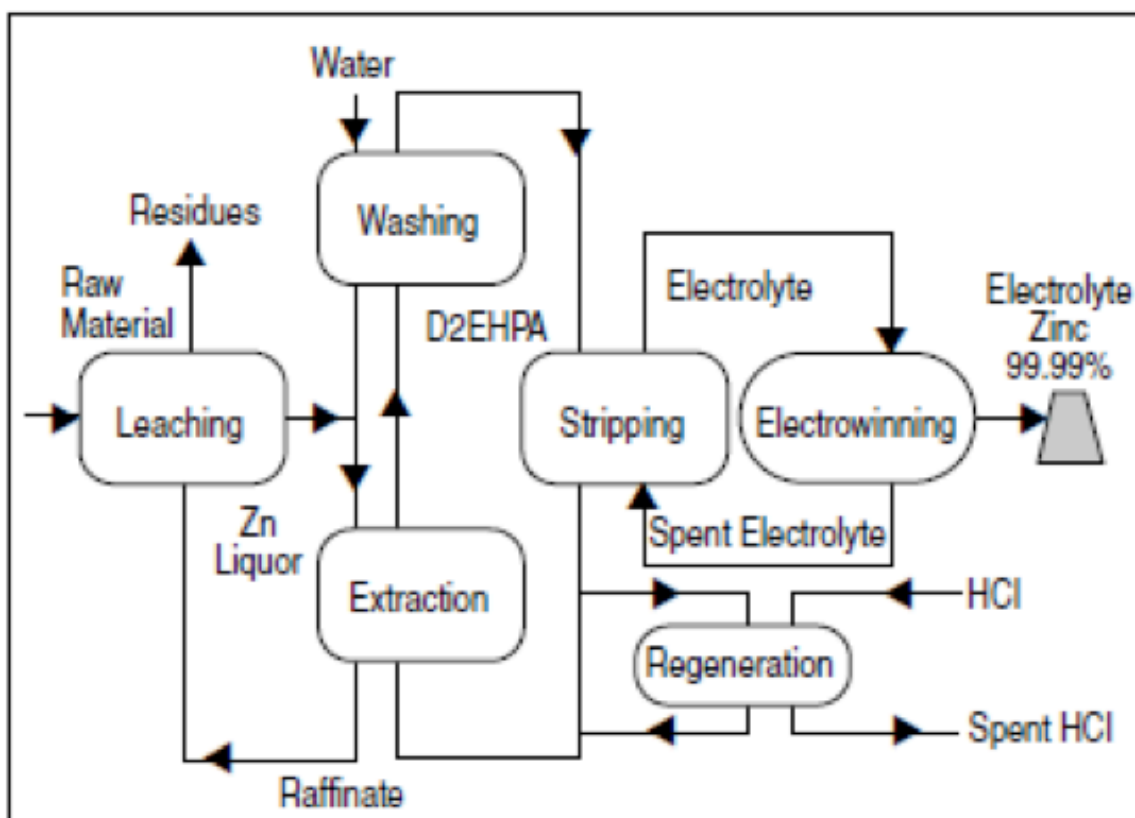 Water
Washing
Residues
Raw
Material
Leaching
D2EHPA
Electrolyte
Electrolyte
Zinc
99.99%
Stripping
Electrowinning
Zn
Liquor
Spent Electrolyte
Extraction
HCl
Regeneration
Spent HCl
Raffinate